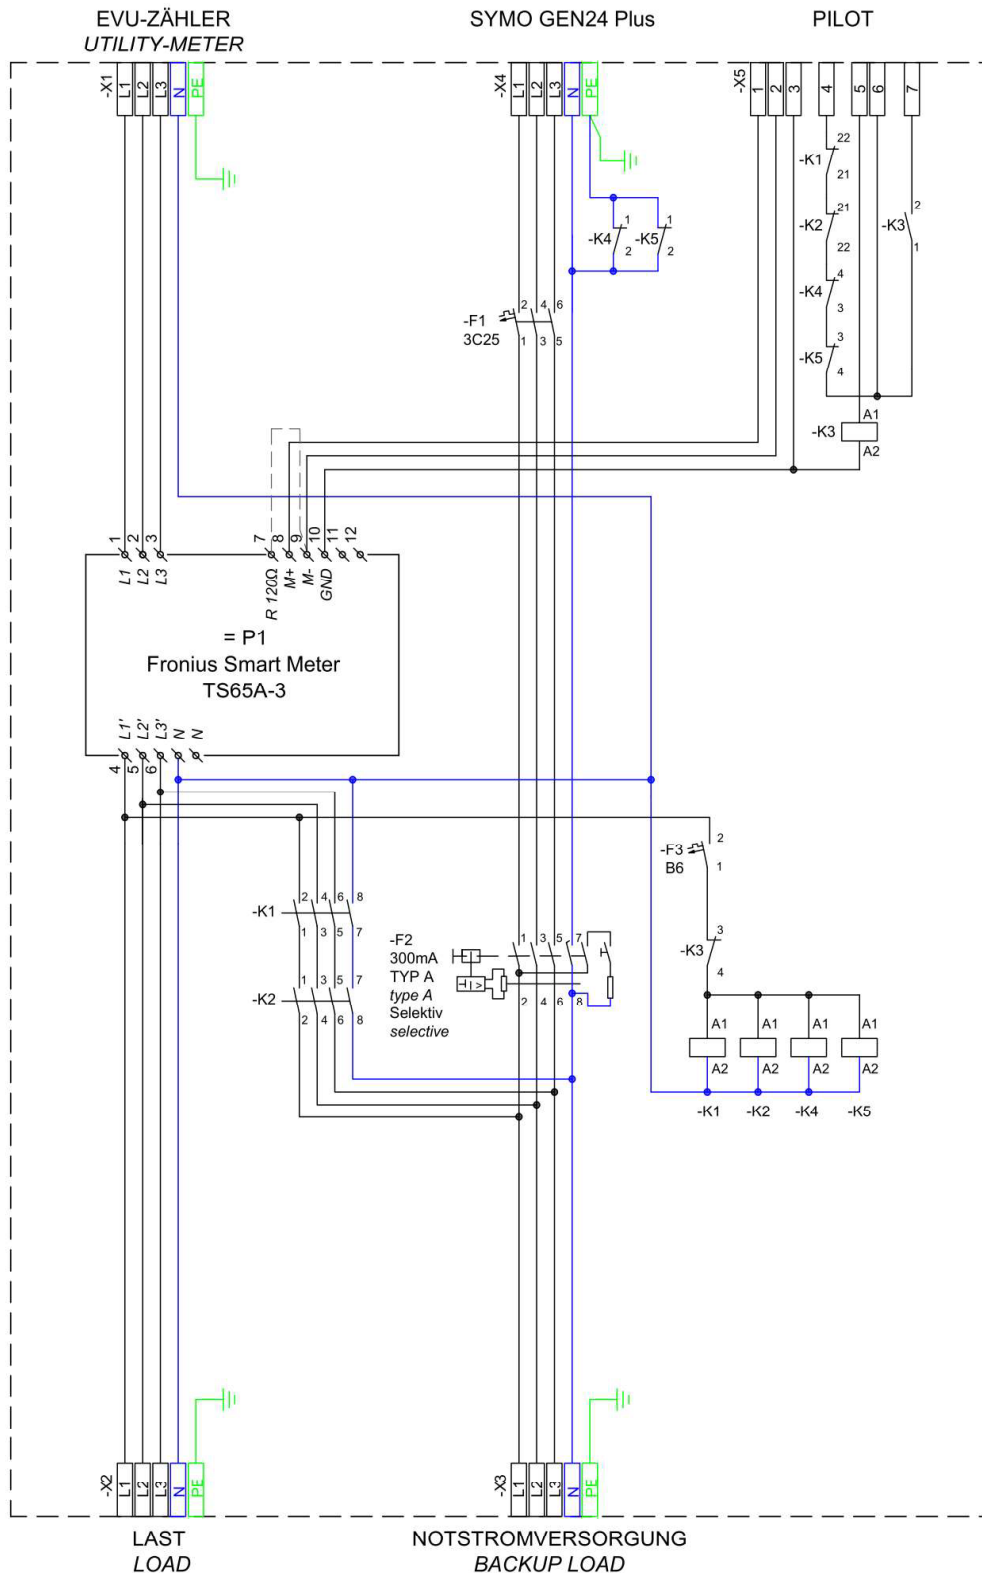 EVU-ZÄHLER
UTILITY-METER
SYMO GEN24 Plus
PILOT
-X1
L1
L2
L3
N
PE
-X4
L1
L2
L3
N
PE
-X5
1
2
3
4
5
6
7
22
-K1
21
21
-K2
22
4
-K4
3
3
-K5
4
2
-K3
1
1
-K4
2
1
-K5
2
-F1
3C25
2 4 6
1 3 5
A1
-K3
A2
1
2
3
7
8
9
10
11
12
L1
L2
L3
R 120Ω
M+
M-
GND
= P1
Fronius Smart Meter
TS65A-3
L1'
L2'
L3'
N
N
4
5
6
-F3
B6
2
1
-K3
3
4
-K1
2 4 6 8
1 3 5 7
-K2
1 3 5 7
2 4 6 8
-F2
300mA
TYP A
type A
Selektiv
selective
1 3 5 7
2 4 6 8
A1 A1 A1 A1
A2 A2 A2 A2
-K1 -K2 -K4 -K5
-X2
L1
L2
L3
N
PE
-X3
L1
L2
L3
N
PE
LAST
LOAD
NOTSTROMVERSORGUNG
BACKUP LOAD